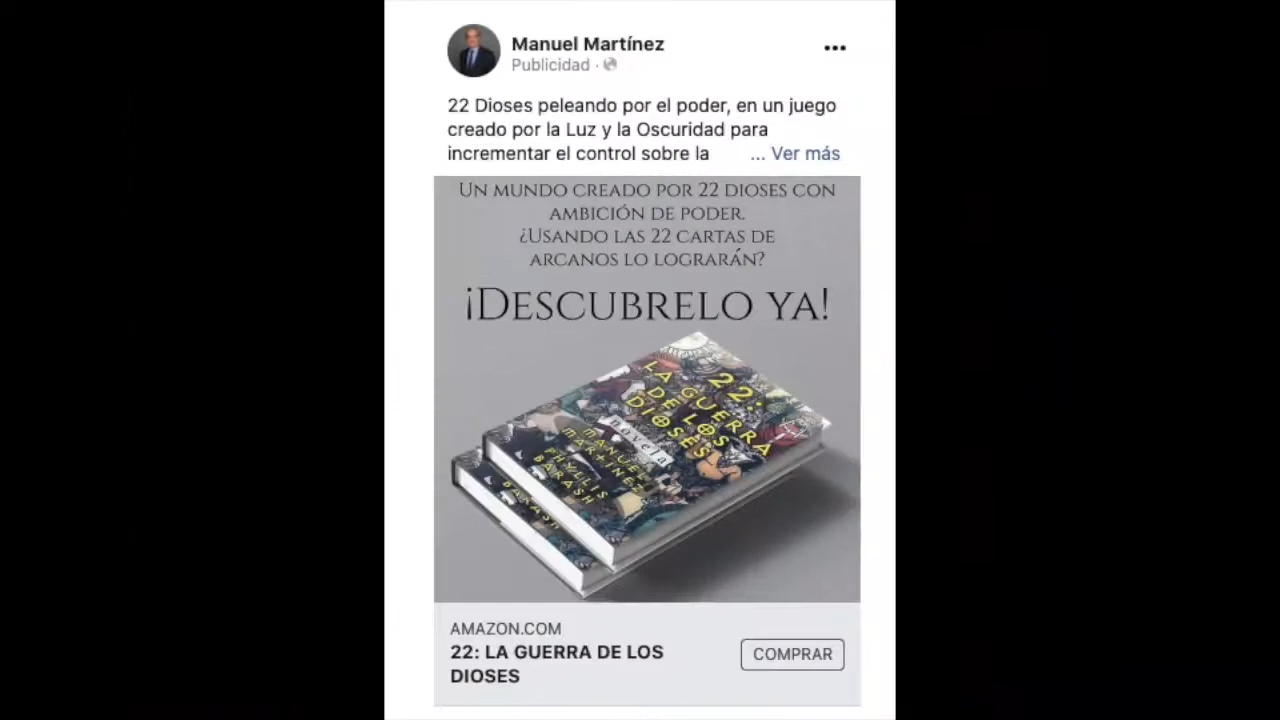 Manuel Martínez
Publicidad ·
22 Dioses peleando por el poder, en un juego
creado por la Luz y la Oscuridad para
incrementar el control sobre la ... Ver más
UN MUNDO CREADO POR 22 DIOSES CON
AMBICIÓN DE PODER.
¿USANDO LAS 22 CARTAS DE
ARCANOS LO LOGRARÁN?
¡DESCUBRELO YA!
22:
LA GUERRA
DE LOS
DIOSES
novela
MANUEL
MARTÍNEZ
PHYLLIS
BARASH
BARASH
AMAZON.COM
22: LA GUERRA DE LOS
DIOSES
COMPRAR